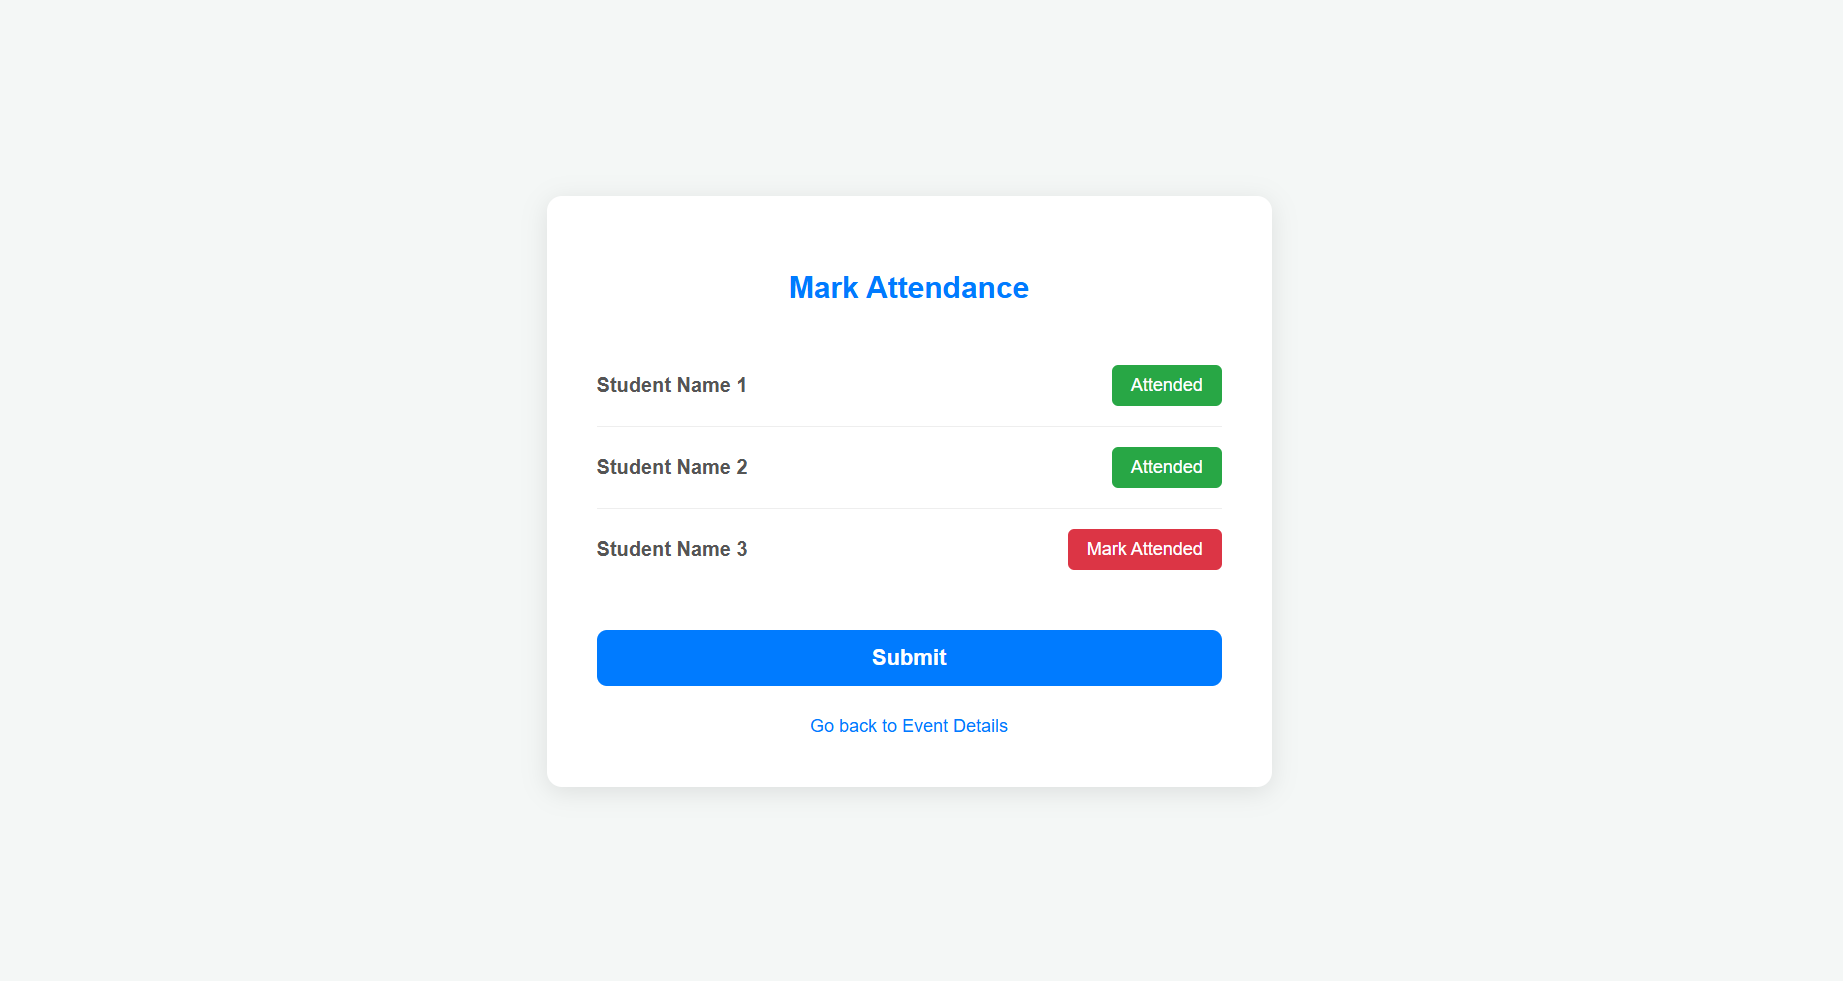 Mark Attendance
Student Name 1 Attended
Student Name 2 Attended
Student Name 3 Mark Attended
Submit
Go back to Event Details